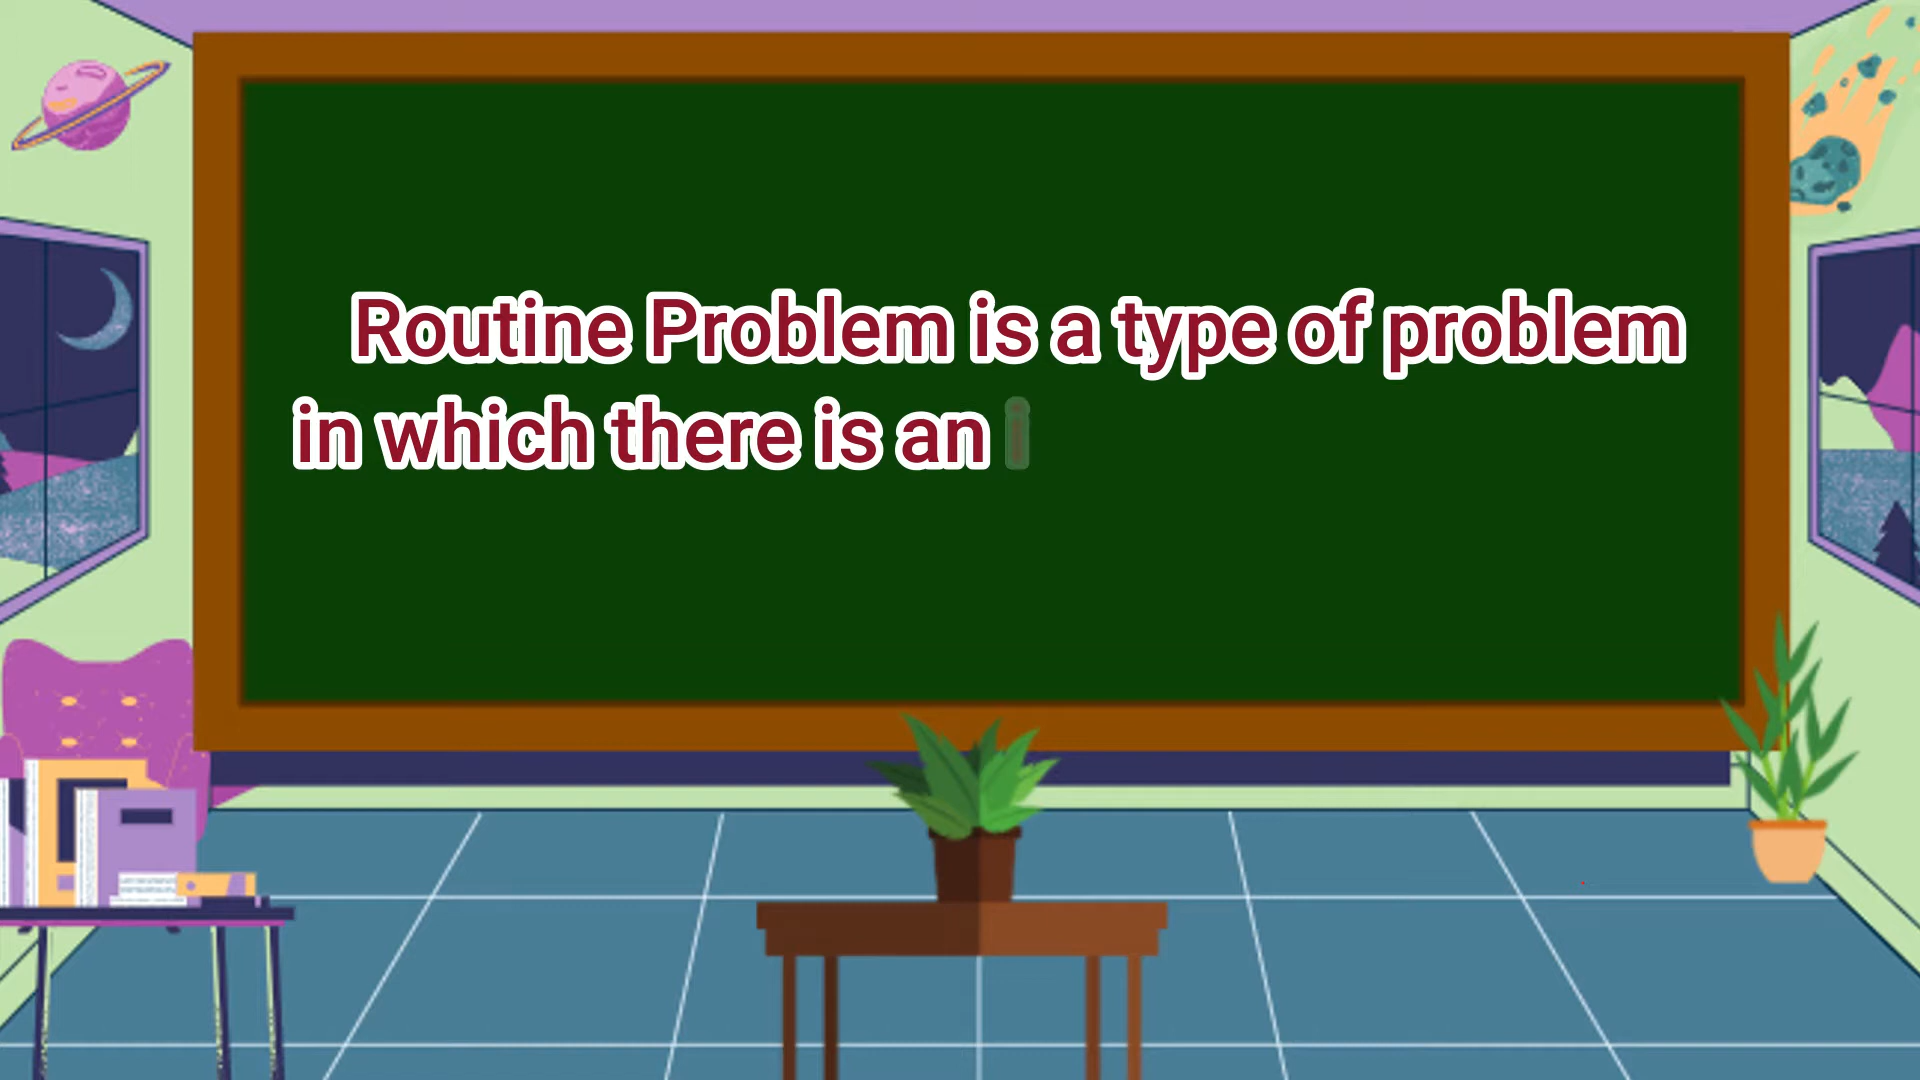 Routine Problem is a type of problem
in which there is an